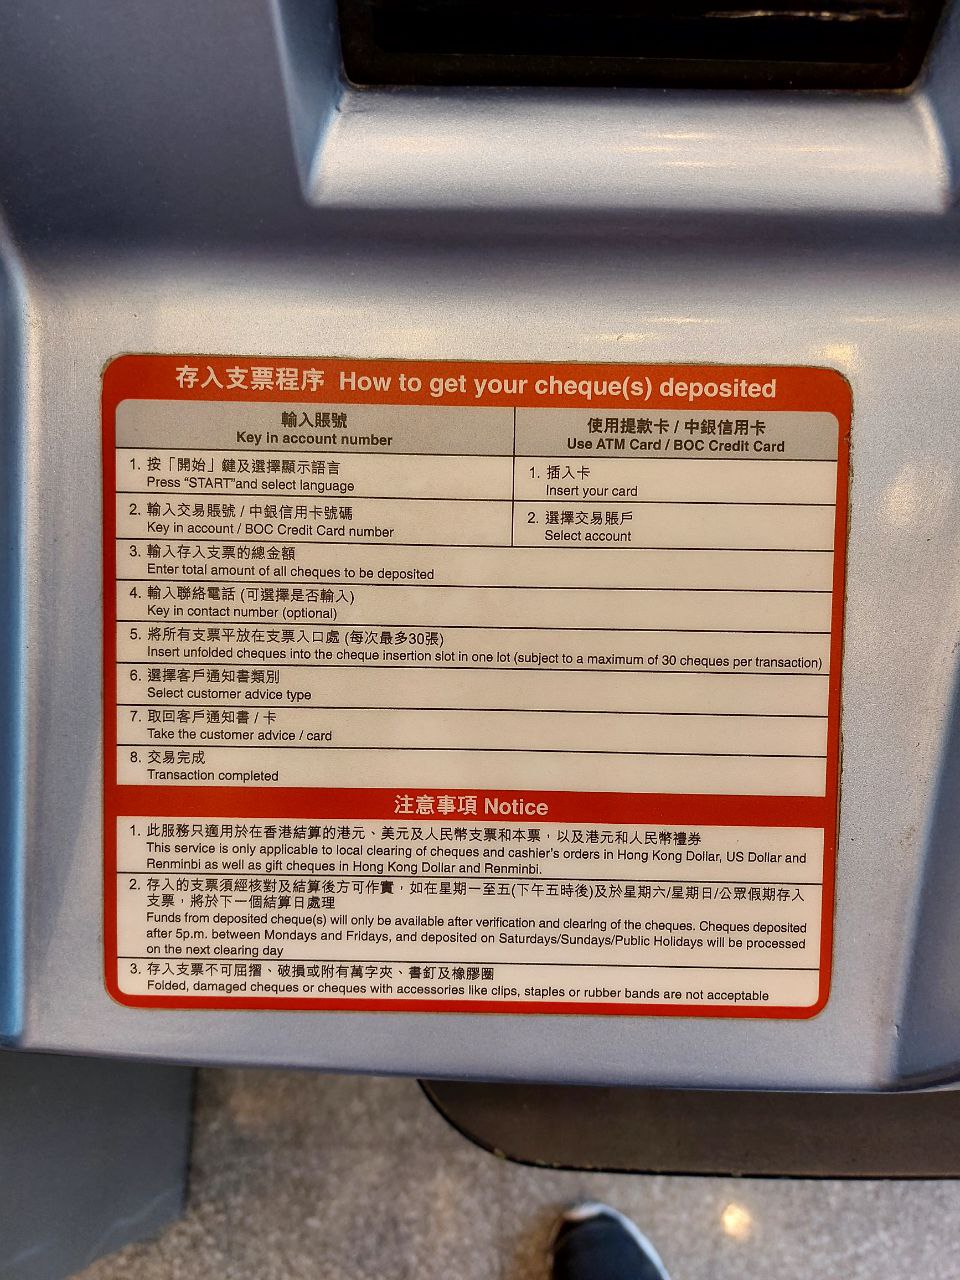 存入支票程序 How to get your cheque(s) deposited
輸入賬號
Key in account number
使用提款卡 / 中銀信用卡
Use ATM Card / BOC Credit Card
1. 按「開始」鍵及選擇顯示語言
Press “START”and select language
1. 插入卡
Insert your card
2. 輸入交易賬號 / 中銀信用卡號碼
Key in account / BOC Credit Card number
2. 選擇交易賬戶
Select account
3. 輸入存入支票的總金額
Enter total amount of all cheques to be deposited
4. 輸入聯絡電話 (可選擇是否輸入)
Key in contact number (optional)
5. 將所有支票平放在支票入口處 (每次最多30張)
Insert unfolded cheques into the cheque insertion slot in one lot (subject to a maximum of 30 cheques per transaction)
6. 選擇客戶通知書類別
Select customer advice type
7. 取回客戶通知書 / 卡
Take the customer advice / card
8. 交易完成
Transaction completed
注意事項 Notice
1. 此服務只適用於在香港結算的港元、美元及人民幣支票和本票，以及港元和人民幣禮券
This service is only applicable to local clearing of cheques and cashier's orders in Hong Kong Dollar, US Dollar and
Renminbi as well as gift cheques in Hong Kong Dollar and Renminbi.
2. 存入的支票須經核對及結算後方可作實，如在星期一至五(下午五時後)及於星期六/星期日/公眾假期存入
支票，將於下一個結算日處理
Funds from deposited cheque(s) will only be available after verification and clearing of the cheques. Cheques deposited
after 5p.m. between Mondays and Fridays, and deposited on Saturdays/Sundays/Public Holidays will be processed
on the next clearing day
3. 存入支票不可屈摺、破損或附有萬字夾、書釘及橡膠圈
Folded, damaged cheques or cheques with accessories like clips, staples or rubber bands are not acceptable